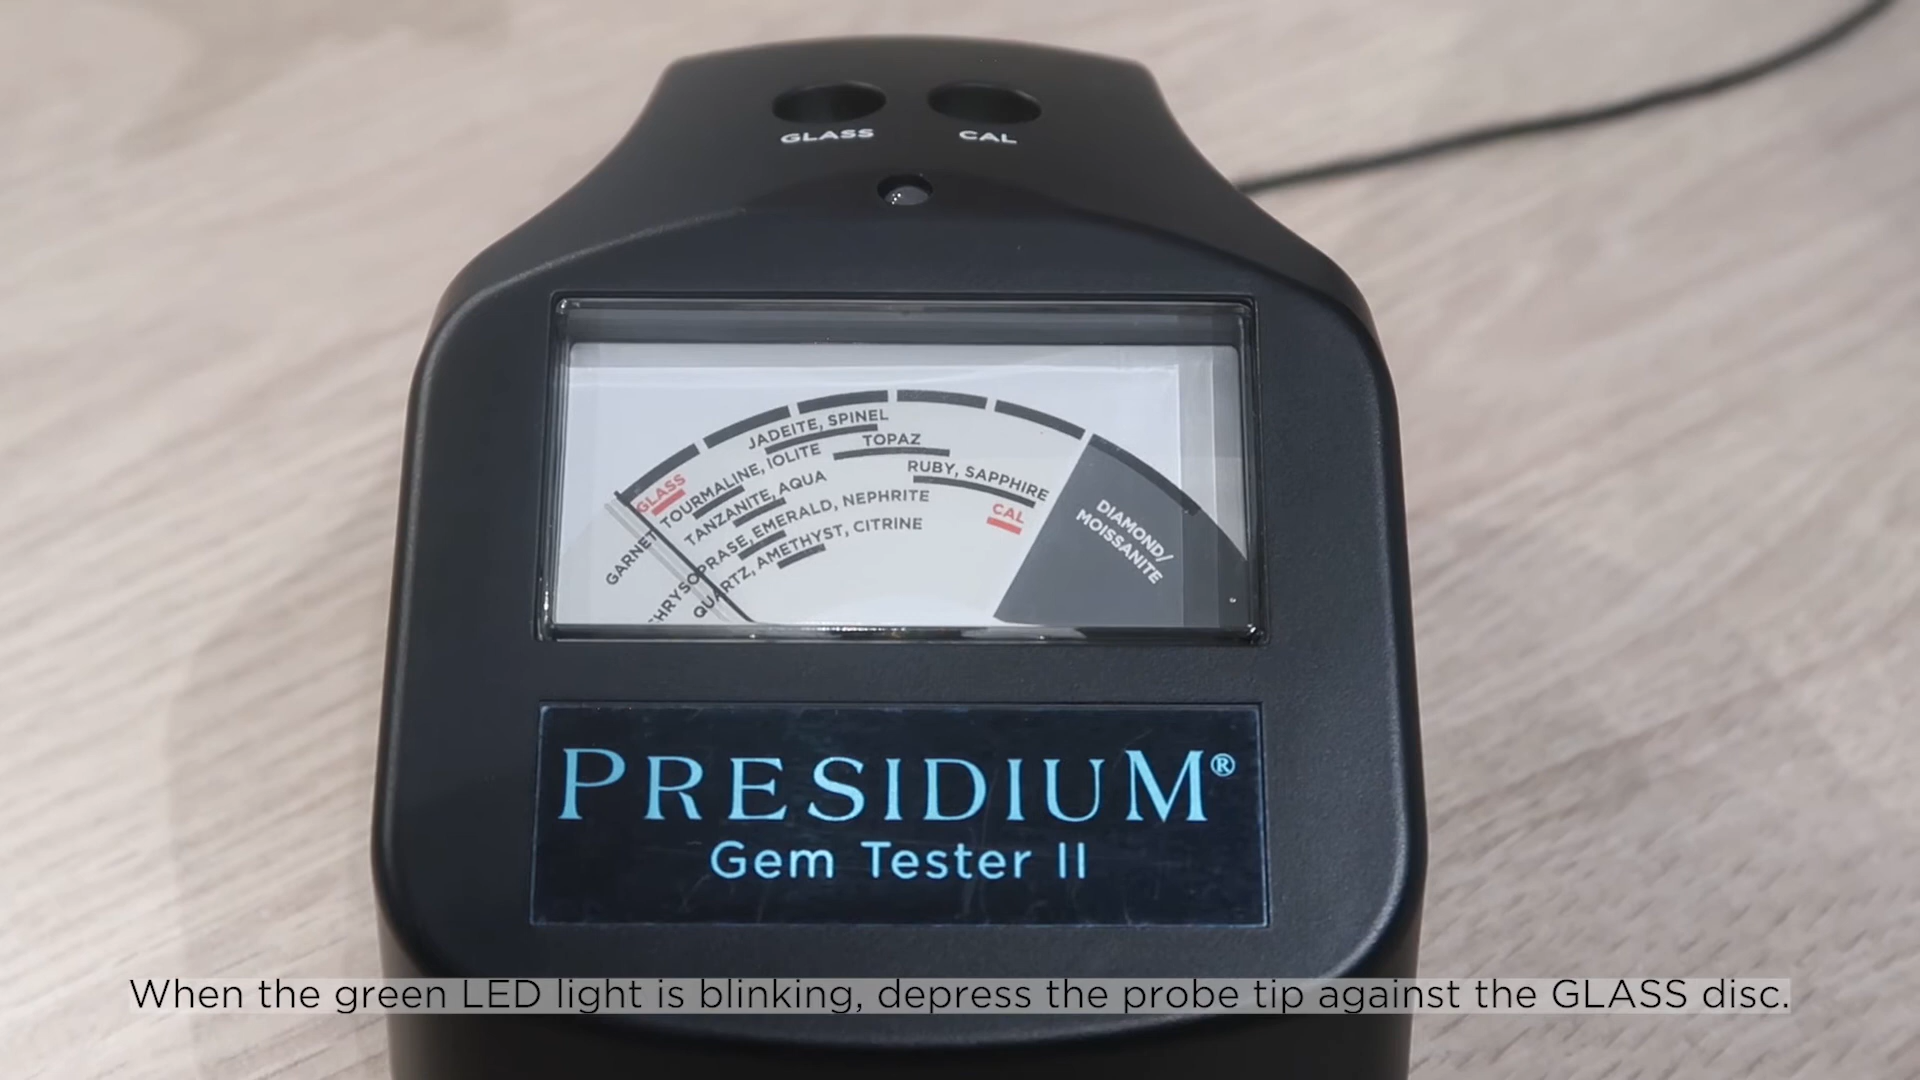 GLASS
CAL
JADEITE, SPINEL
TOPAZ
GLASS
TOURMALINE, IOLITE
RUBY, SAPPHIRE
TANZANITE, AQUA
GARNET
CHRYSOPRASE, EMERALD, NEPHRITE
CAL
QUARTZ, AMETHYST, CITRINE
DIAMOND/
MOISSANITE
PRESIDIUM®
Gem Tester II
When the green LED light is blinking, depress the probe tip against the GLASS disc.